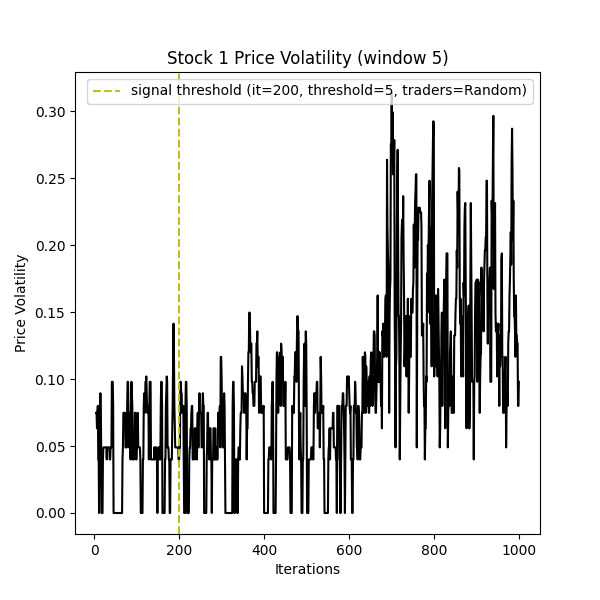 Stock 1 Price Volatility (window 5)
signal threshold (it=200, threshold=5, traders=Random)
0.30
0.25
0.20
0.15
0.10
0.05
0.00
Price Volatility
0 200 400 600 800 1000
Iterations